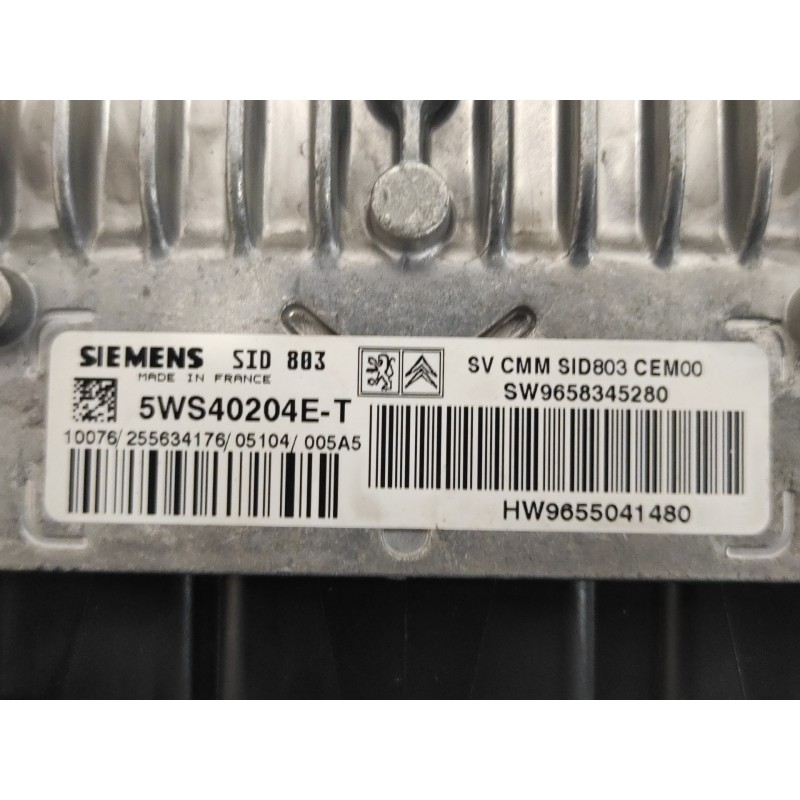 SIEMENS SID 803
MADE IN FRANCE
5WS40204E-T
10076/255634176/05104/005A5
SV CMM SID803 CEM00
SW9658345280
HW9655041480